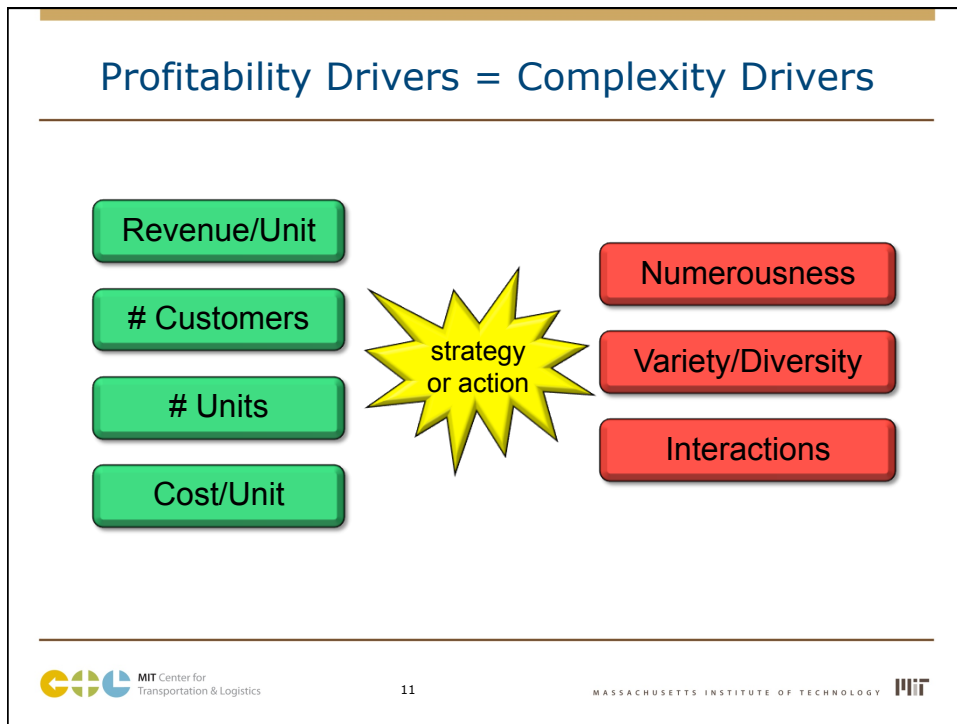 Profitability Drivers = Complexity Drivers
Revenue/Unit
# Customers
# Units
Cost/Unit
strategy
or action
Numerousness
Variety/Diversity
Interactions
MIT Center for
Transportation & Logistics
11
MASSACHUSETTS INSTITUTE OF TECHNOLOGY